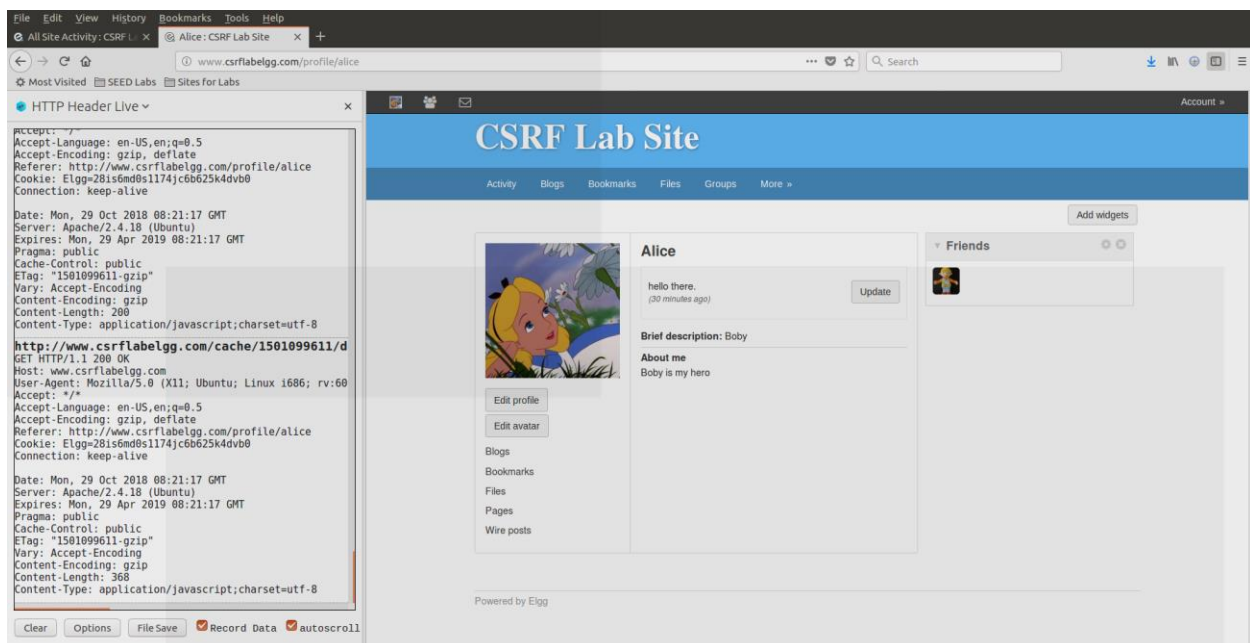 File Edit View History Bookmarks Tools Help
All Site Activity: CSRF L × Alice: CSRF Lab Site × +
www.csrflabelgg.com/profile/alice ... Search
Most Visited SEED Labs Sites for Labs
HTTP Header Live ×
Accept: */*
Accept-Language: en-US,en;q=0.5
Accept-Encoding: gzip, deflate
Referer: http://www.csrflabelgg.com/profile/alice
Cookie: Elgg=28is6md0s1174jc6b625k4dvb0
Connection: keep-alive
Date: Mon, 29 Oct 2018 08:21:17 GMT
Server: Apache/2.4.18 (Ubuntu)
Expires: Mon, 29 Apr 2019 08:21:17 GMT
Pragma: public
Cache-Control: public
ETag: "1501099611-gzip"
Vary: Accept-Encoding
Content-Encoding: gzip
Content-Length: 200
Content-Type: application/javascript;charset=utf-8
http://www.csrflabelgg.com/cache/1501099611/d
GET HTTP/1.1 200 OK
Host: www.csrflabelgg.com
User-Agent: Mozilla/5.0 (X11; Ubuntu; Linux i686; rv:60
Accept: */*
Accept-Language: en-US,en;q=0.5
Accept-Encoding: gzip, deflate
Referer: http://www.csrflabelgg.com/profile/alice
Cookie: Elgg=28is6md0s1174jc6b625k4dvb0
Connection: keep-alive
Date: Mon, 29 Oct 2018 08:21:17 GMT
Server: Apache/2.4.18 (Ubuntu)
Expires: Mon, 29 Apr 2019 08:21:17 GMT
Pragma: public
Cache-Control: public
ETag: "1501099611-gzip"
Vary: Accept-Encoding
Content-Encoding: gzip
Content-Length: 368
Content-Type: application/javascript;charset=utf-8
Clear Options File Save Record Data autoscroll
Account »
CSRF Lab Site
Activity Blogs Bookmarks Files Groups More »
Add widgets
Alice
hello there.
(30 minutes ago)
Update
Brief description: Boby
About me
Boby is my hero
Edit profile
Edit avatar
Blogs
Bookmarks
Files
Pages
Wire posts
Friends
Powered by Elgg